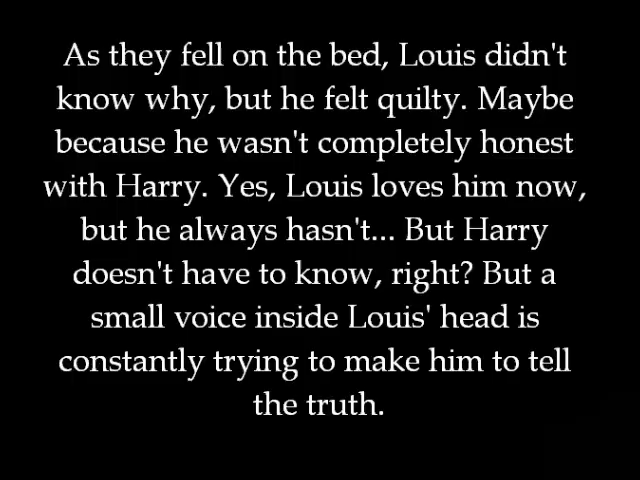 As they fell on the bed, Louis didn't
know why, but he felt quilty. Maybe
because he wasn't completely honest
with Harry. Yes, Louis loves him now,
but he always hasn't... But Harry
doesn't have to know, right? But a
small voice inside Louis' head is
constantly trying to make him to tell
the truth.